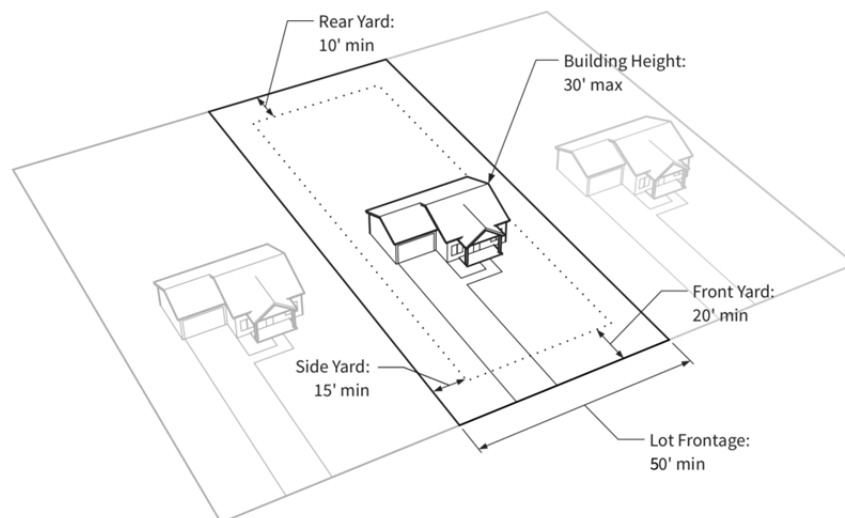 Rear Yard:
10' min
Building Height:
30' max
Front Yard:
20' min
Side Yard:
15' min
Lot Frontage:
50' min